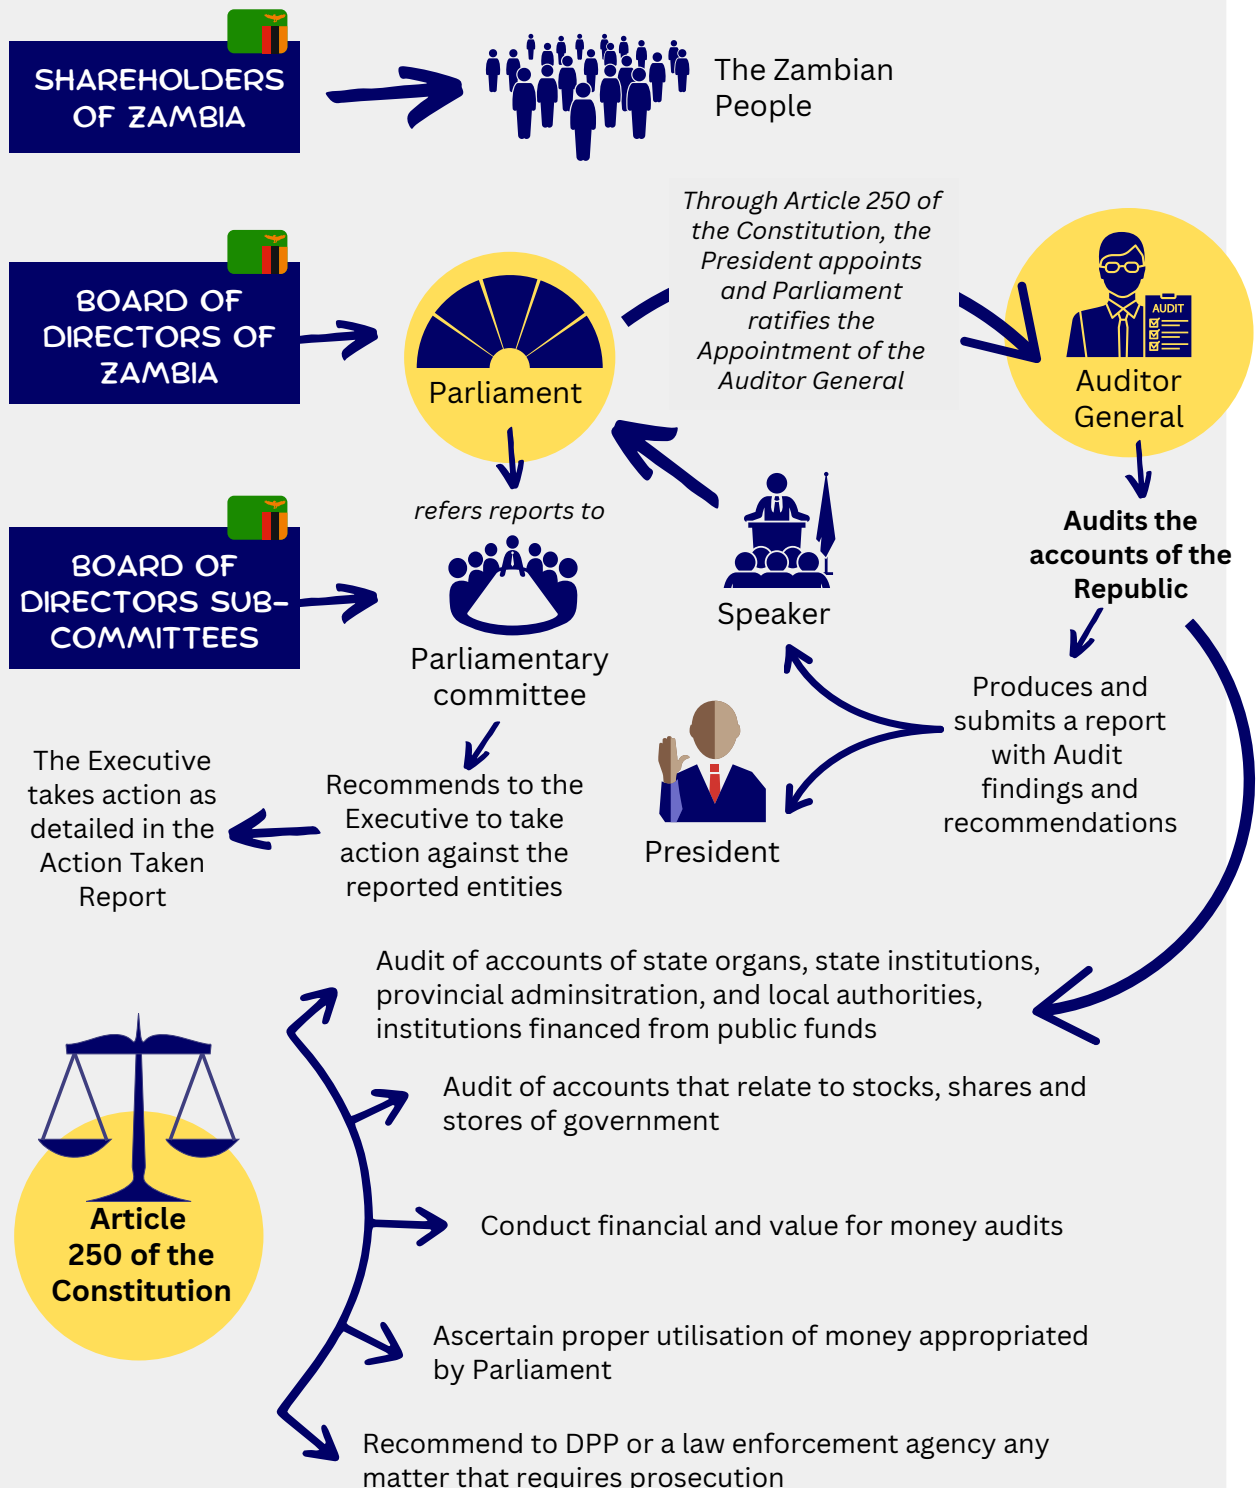 SHAREHOLDERS
OF ZAMBIA
The Zambian
People
BOARD OF
DIRECTORS OF
ZAMBIA
Parliament
Through Article 250 of
the Constitution, the
President appoints
and Parliament
ratifies the
Appointment of the
Auditor General
AUDIT
Auditor
General
refers reports to
Audits the
accounts of the
Republic
BOARD OF
DIRECTORS SUB-
COMMITTEES
Parliamentary
committee
Speaker
Produces and
submits a report
with Audit
findings and
recommendations
President
Recommends to the
Executive to take
action against the
reported entities
The Executive
takes action as
detailed in the
Action Taken
Report
Article
250 of the
Constitution
Audit of accounts of state organs, state institutions,
provincial adminsitration, and local authorities,
institutions financed from public funds
Audit of accounts that relate to stocks, shares and
stores of government
Conduct financial and value for money audits
Ascertain proper utilisation of money appropriated
by Parliament
Recommend to DPP or a law enforcement agency any
matter that requires prosecution